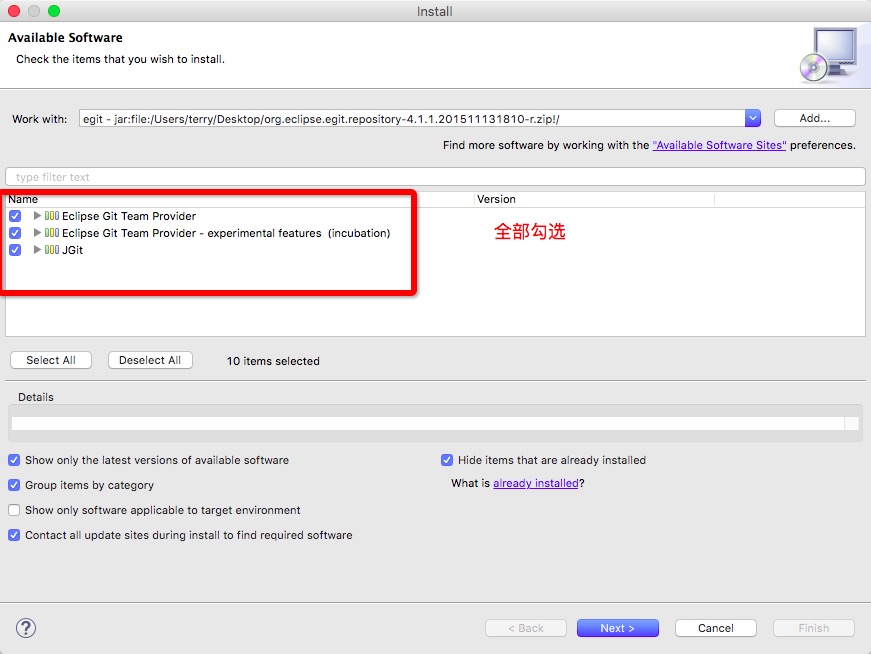 Install
Available Software
Check the items that you wish to install.
Work with: egit - jar:file:/Users/terry/Desktop/org.eclipse.egit.repository-4.1.1.201511131810-r.zip!/ Add...
Find more software by working with the "Available Software Sites" preferences.
type filter text
Name Version
Eclipse Git Team Provider
Eclipse Git Team Provider - experimental features (incubation)
JGit
全部勾选
Select All Deselect All 10 items selected
Details
Show only the latest versions of available software Hide items that are already installed
Group items by category What is already installed?
Show only software applicable to target environment
Contact all update sites during install to find required software
? < Back Next > Cancel Finish